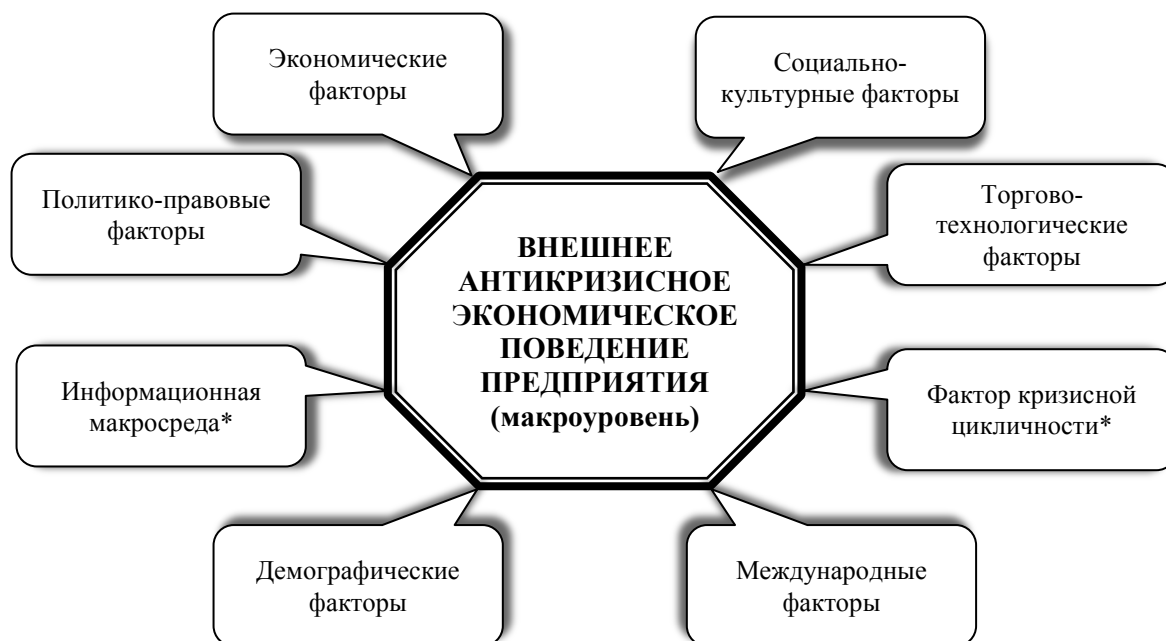 Экономические
факторы
Социально-
культурные факторы
Политико-правовые
факторы
Торгово-
технологические
факторы
ВНЕШНЕЕ
АНТИКРИЗИСНОЕ
ЭКОНОМИЧЕСКОЕ
ПОВЕДЕНИЕ
ПРЕДПРИЯТИЯ
(макроуровень)
Информационная
макросреда*
Фактор кризисной
цикличности*
Демографические
факторы
Международные
факторы